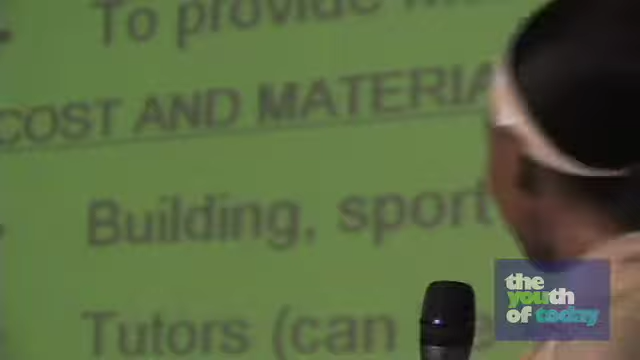 To provide
COST AND MATERIA
Building, sport
Tutors (can
the
youth
of today